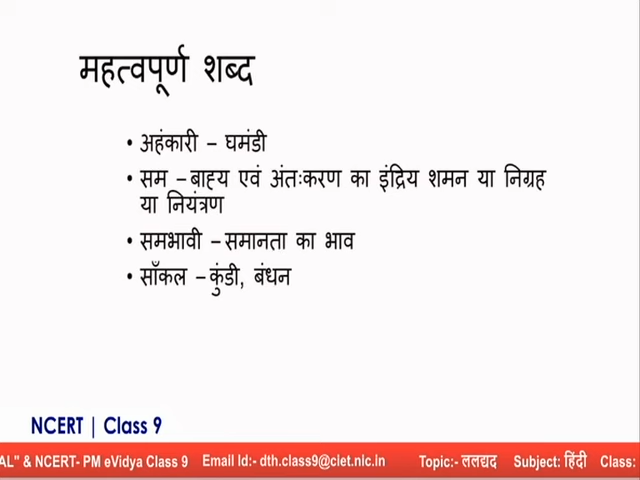 महत्वपूर्ण शब्द
• अहंकारी – घमंडी
• सम – बाह्य एवं अंतःकरण का इंद्रिय शमन या निग्रह
या नियंत्रण
• समभावी – समानता का भाव
• साँकल – कुंडी, बंधन
NCERT | Class 9
AL" & NCERT- PM eVidya Class 9 Email Id:- dth.class9@ciet.nic.in Topic:- ललद्यद Subject: हिंदी Class: